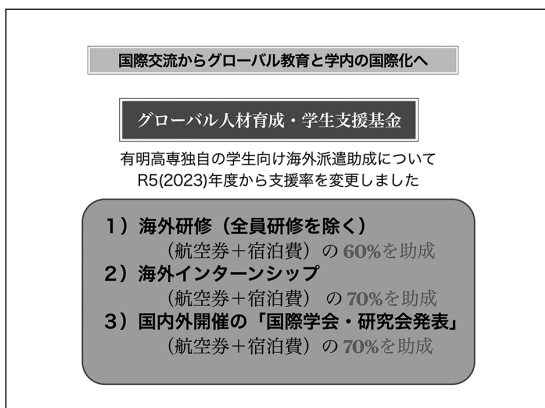 国際交流からグローバル教育と学内の国際化へ
グローバル人材育成・学生支援基金
有明高専独自の学生向け海外派遣助成について
R5(2023)年度から支援率を変更しました
1）海外研修（全員研修を除く）
（航空券＋宿泊費）の 60%を助成
2）海外インターンシップ
（航空券＋宿泊費） の 70%を助成
3）国内外開催の「国際学会・研究会発表」
（航空券＋宿泊費）の 70%を助成